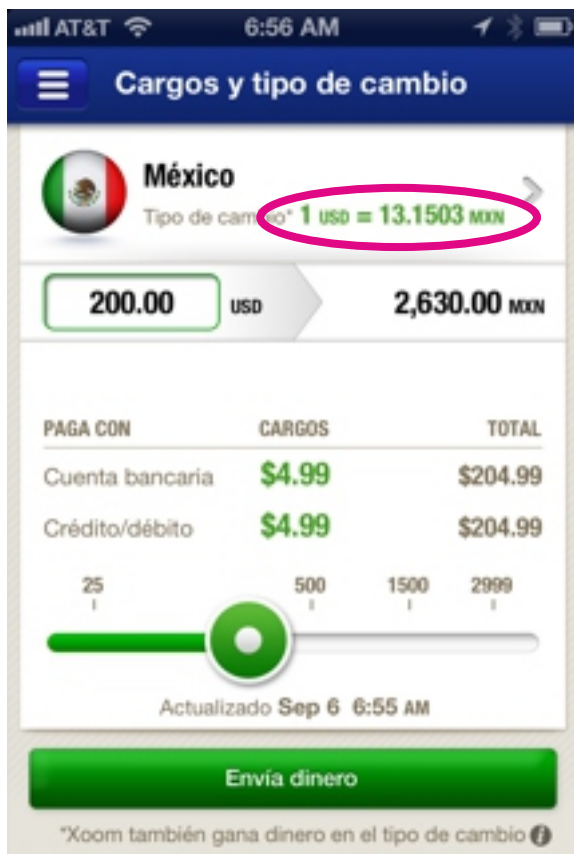 AT&T 6:56 AM
Cargos y tipo de cambio
México
Tipo de cambio* 1 USD = 13.1503 MXN
200.00 USD 2,630.00 MXN
PAGA CON CARGOS TOTAL
Cuenta bancaria $4.99 $204.99
Crédito/débito $4.99 $204.99
25 500 1500 2999
Actualizado Sep 6 6:55 AM
Envía dinero
*Xoom también gana dinero en el tipo de cambio i